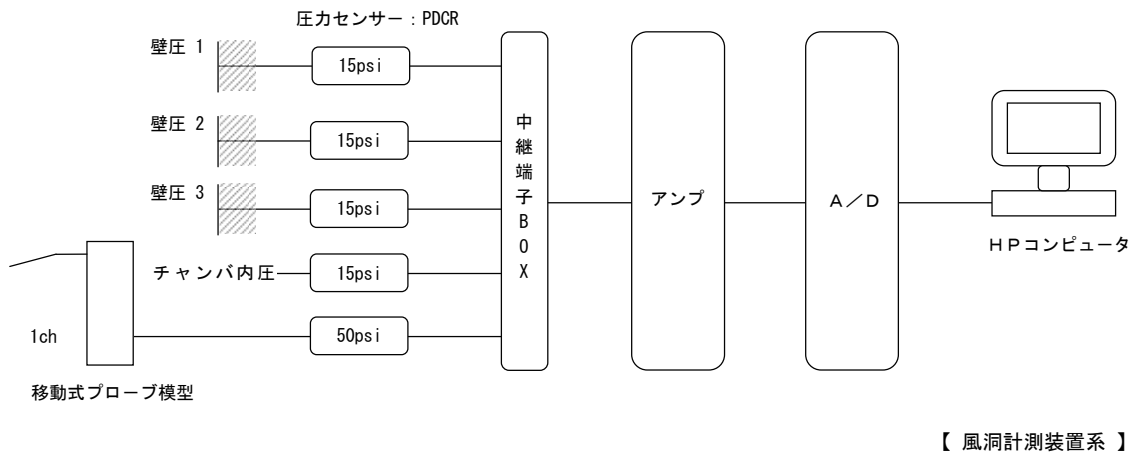 圧力センサー：PDCR
壁圧 1
15psi
壁圧 2
15psi
壁圧 3
15psi
チャンバ内圧
15psi
1ch
50psi
移動式プローブ模型
中継端子BOX
アンプ
Ａ／Ｄ
ＨＰコンピュータ
【 風洞計測装置系 】